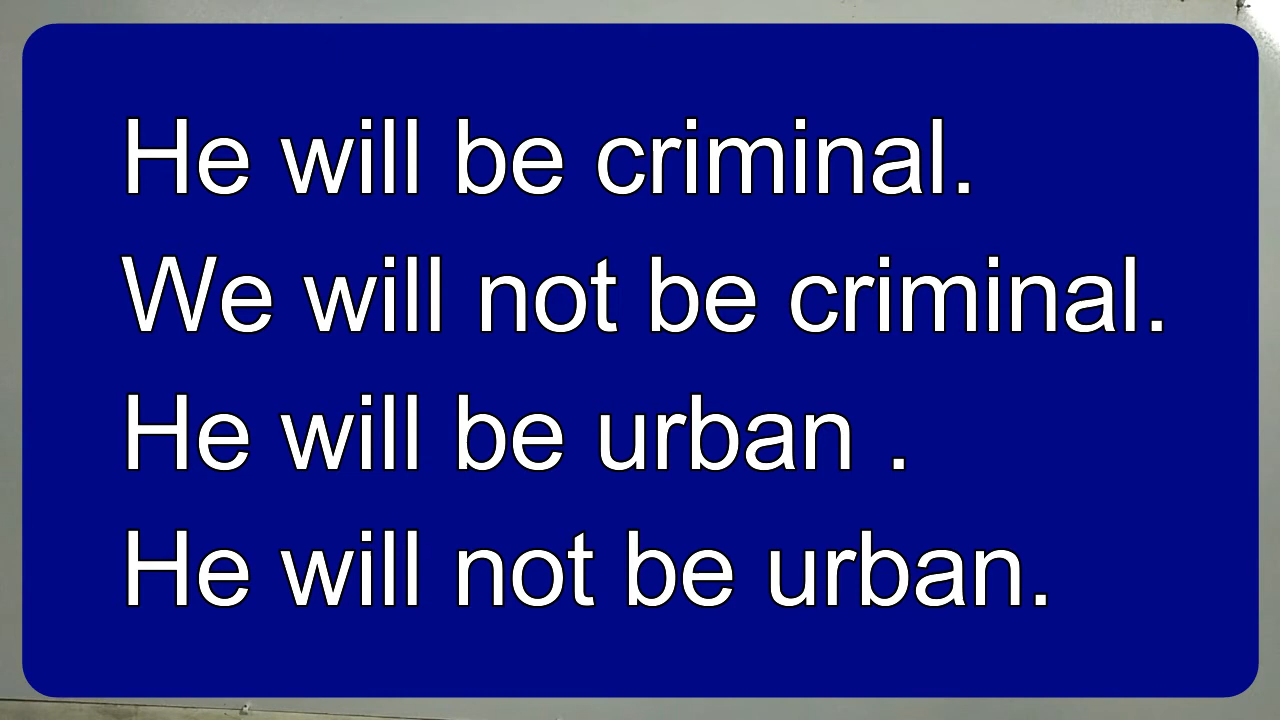 He will be criminal.
We will not be criminal.
He will be urban .
He will not be urban.